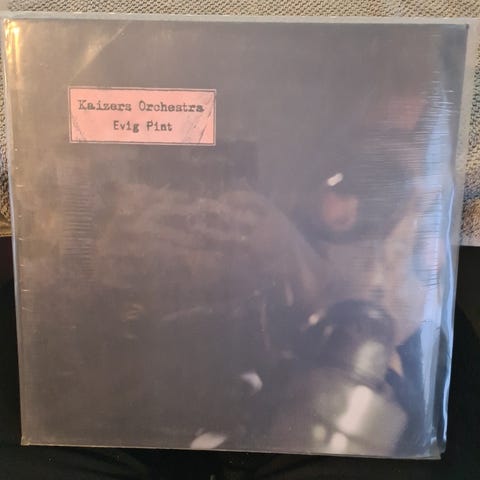 Kaizers Orchestra
Evig Pint